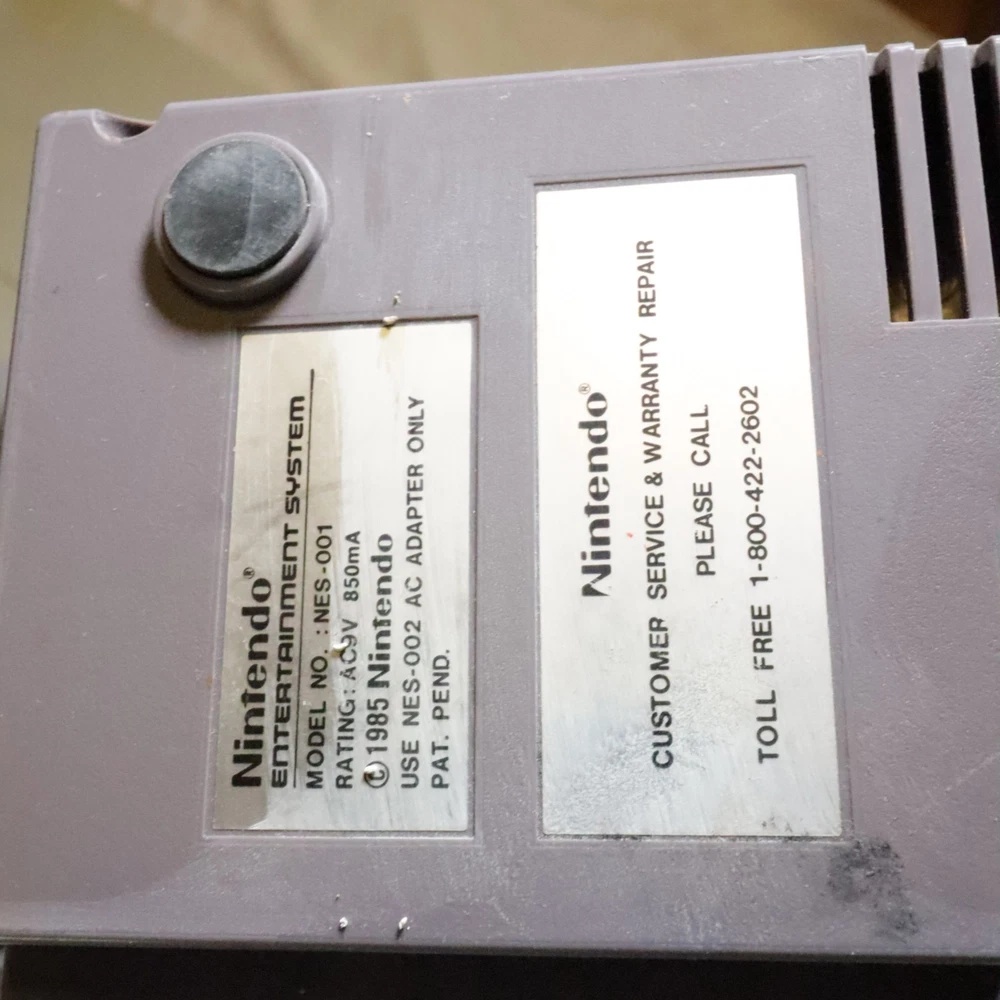 Nintendo®
ENTERTAINMENT SYSTEM
MODEL NO. : NES-001
RATING: AC9V 850mA
© 1985 Nintendo
USE NES-002 AC ADAPTER ONLY
PAT. PEND.
Nintendo®
CUSTOMER SERVICE & WARRANTY REPAIR
PLEASE CALL
TOLL FREE 1-800-422-2602